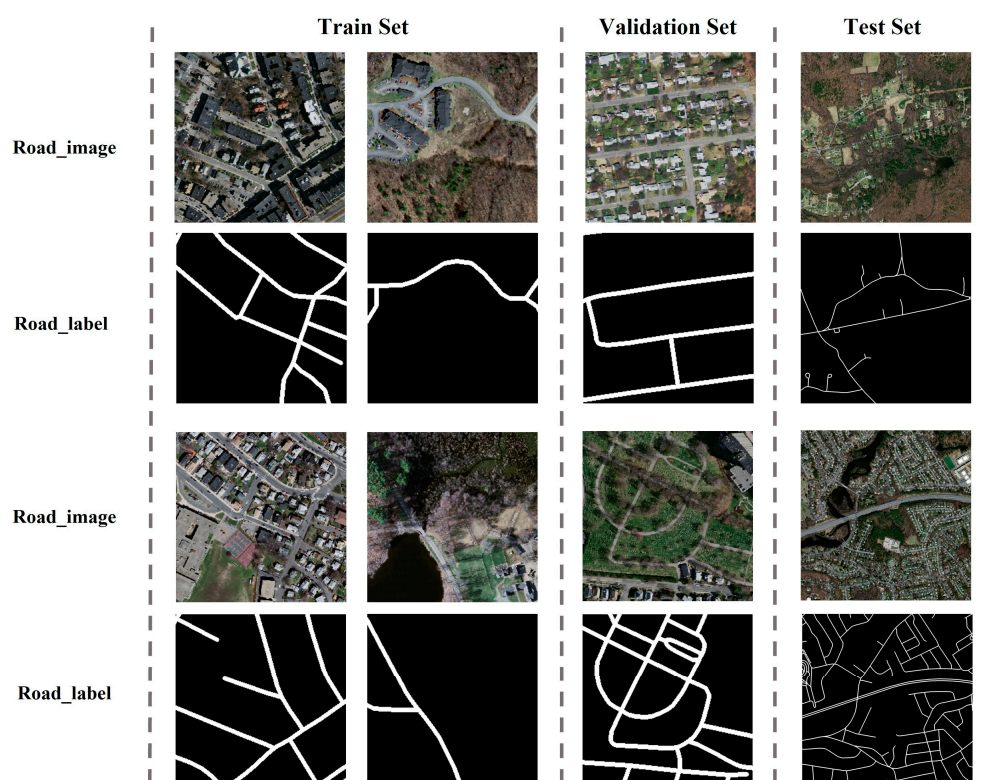 Train Set
Validation Set
Test Set
Road_image
Road_label
Road_image
Road_label